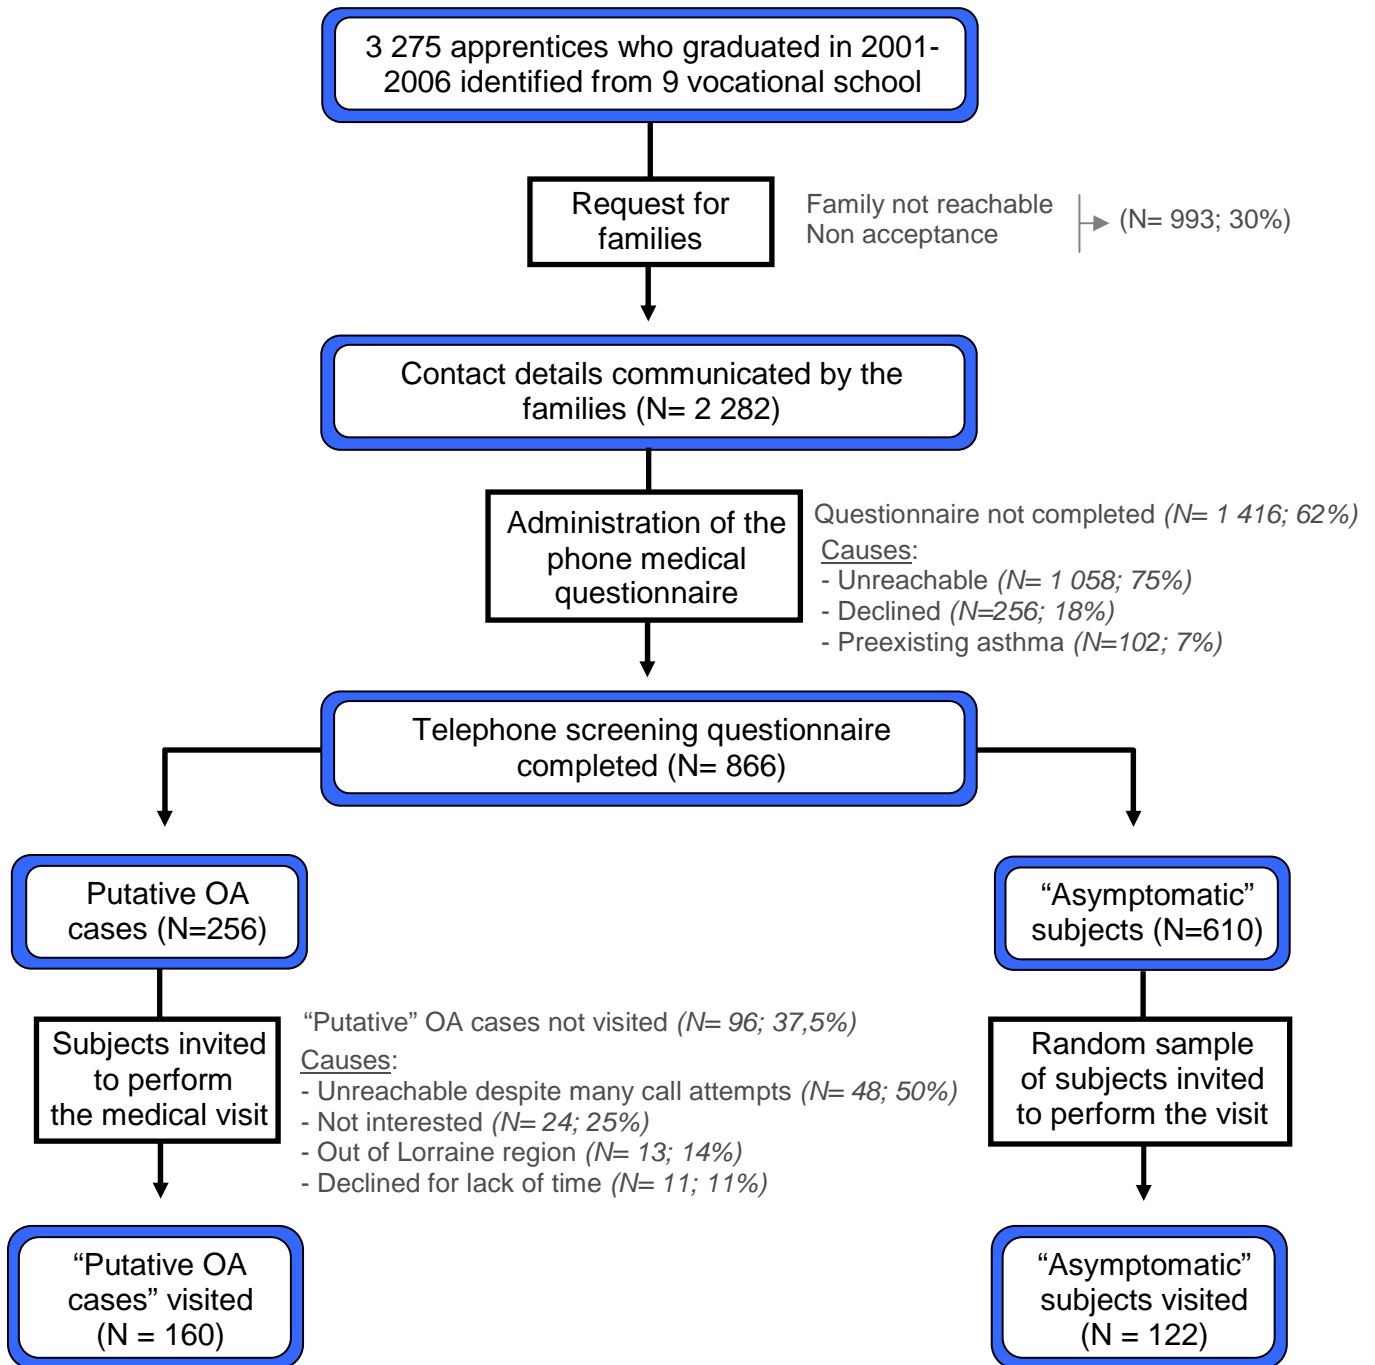 3 275 apprentices who graduated in 2001-
2006 identified from 9 vocational school
Request for
families
Family not reachable
Non acceptance
(N= 993; 30%)
Contact details communicated by the
families (N= 2 282)
Administration of the
phone medical
questionnaire
Questionnaire not completed (N= 1 416; 62%)
Causes:
- Unreachable (N= 1 058; 75%)
- Declined (N=256; 18%)
- Preexisting asthma (N=102; 7%)
Telephone screening questionnaire
completed (N= 866)
Putative OA
cases (N=256)
“Asymptomatic”
subjects (N=610)
Subjects invited
to perform
the medical visit
“Putative” OA cases not visited (N= 96; 37,5%)
Causes:
- Unreachable despite many call attempts (N= 48; 50%)
- Not interested (N= 24; 25%)
- Out of Lorraine region (N= 13; 14%)
- Declined for lack of time (N= 11; 11%)
Random sample
of subjects invited
to perform the visit
“Putative OA
cases” visited
(N = 160)
“Asymptomatic”
subjects visited
(N = 122)